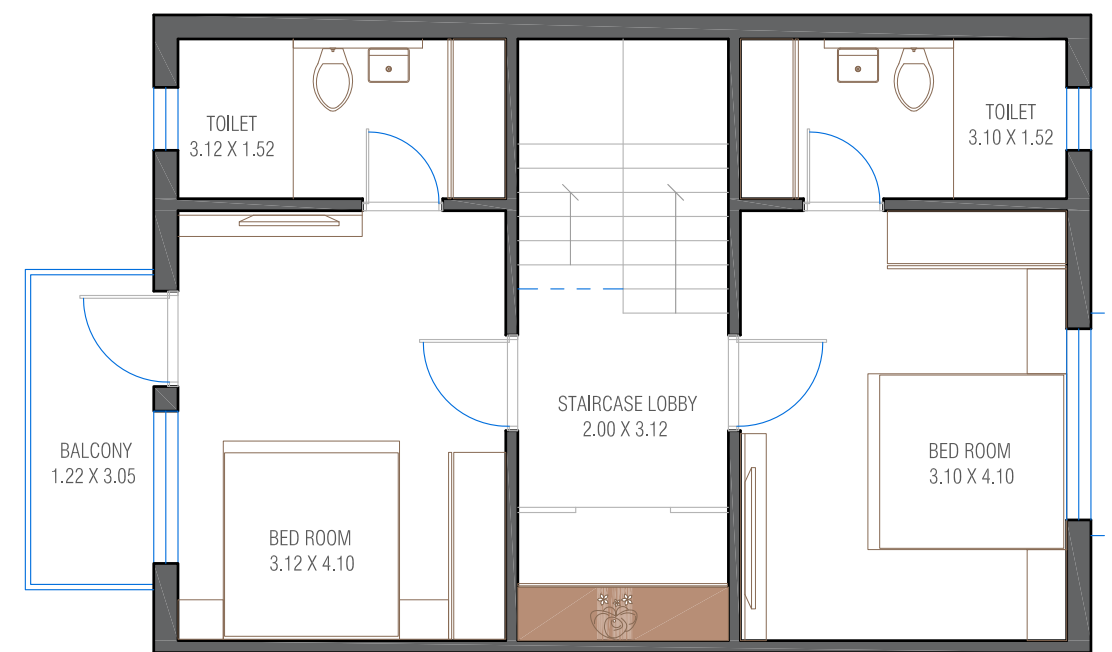 TOILET
3.12 X 1.52
TOILET
3.10 X 1.52
STAIRCASE LOBBY
2.00 X 3.12
BALCONY
1.22 X 3.05
BED ROOM
3.10 X 4.10
BED ROOM
3.12 X 4.10